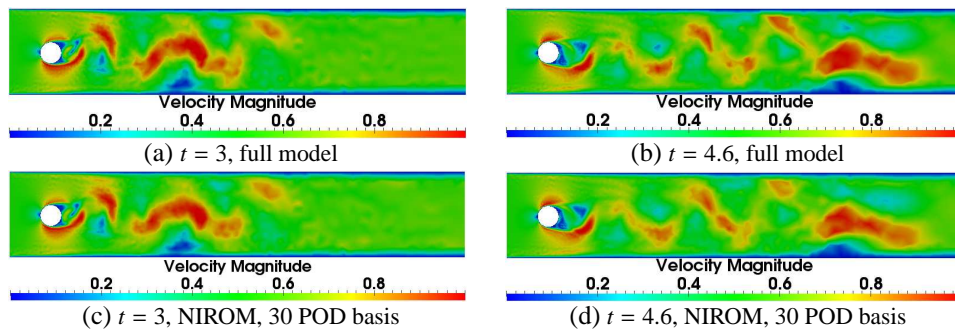 Velocity Magnitude
0.2 0.4 0.6 0.8
(a) t = 3, full model
Velocity Magnitude
0.2 0.4 0.6 0.8
(b) t = 4.6, full model
Velocity Magnitude
0.2 0.4 0.6 0.8
(c) t = 3, NIROM, 30 POD basis
Velocity Magnitude
0.2 0.4 0.6 0.8
(d) t = 4.6, NIROM, 30 POD basis